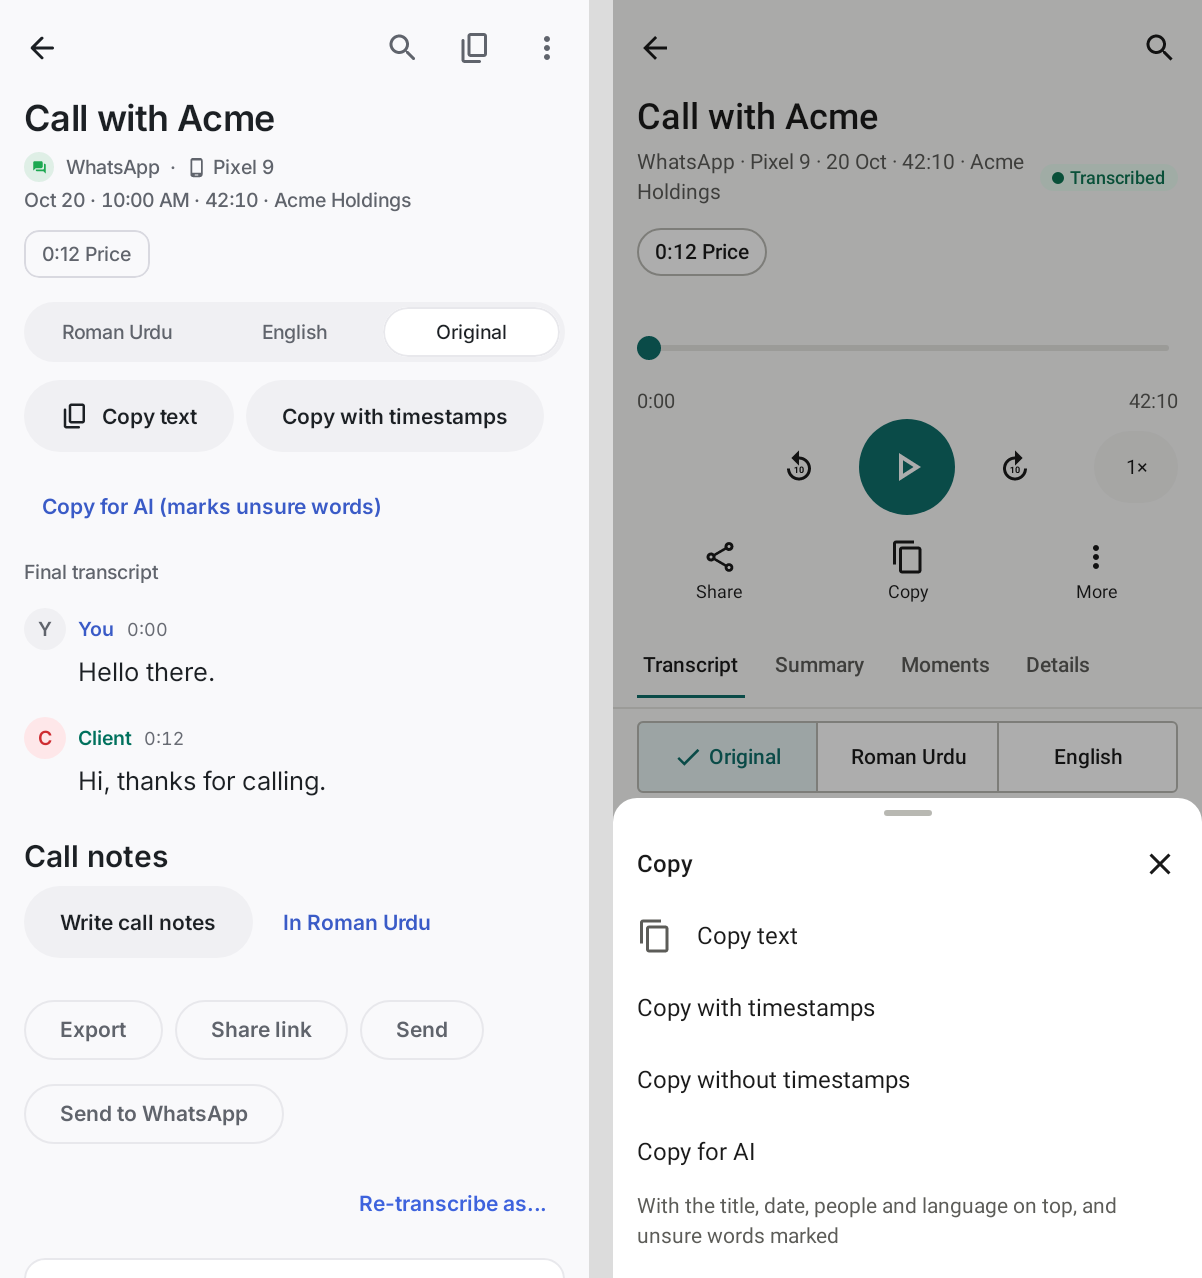 Call with Acme
WhatsApp · Pixel 9
Oct 20 · 10:00 AM · 42:10 · Acme Holdings
0:12 Price
Roman Urdu English Original
Copy text Copy with timestamps
Copy for AI (marks unsure words)
Final transcript
Y You 0:00
Hello there.
C Client 0:12
Hi, thanks for calling.
Call notes
Write call notes In Roman Urdu
Export Share link Send
Send to WhatsApp
Re-transcribe as...
Call with Acme
WhatsApp · Pixel 9 · 20 Oct · 42:10 · Acme
Holdings
Transcribed
0:12 Price
0:00 42:10
10 10 1×
Share Copy More
Transcript Summary Moments Details
Original Roman Urdu English
Copy
Copy text
Copy with timestamps
Copy without timestamps
Copy for AI
With the title, date, people and language on top, and
unsure words marked